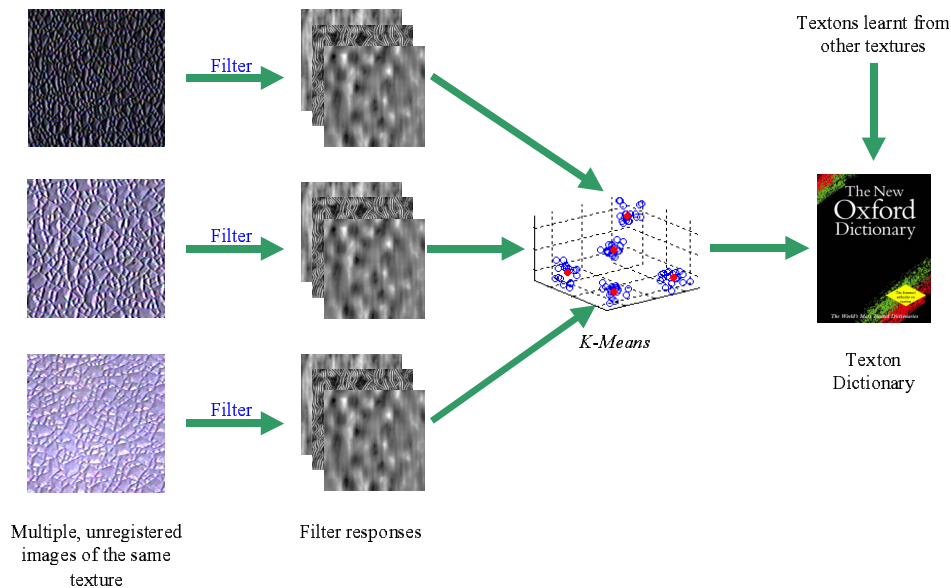 Textons learnt from
other textures
Filter
Filter
Filter
The New
Oxford
Dictionary
The World's Most Trusted Dictionaries
K-Means
Texton
Dictionary
Multiple, unregistered
images of the same
texture
Filter responses